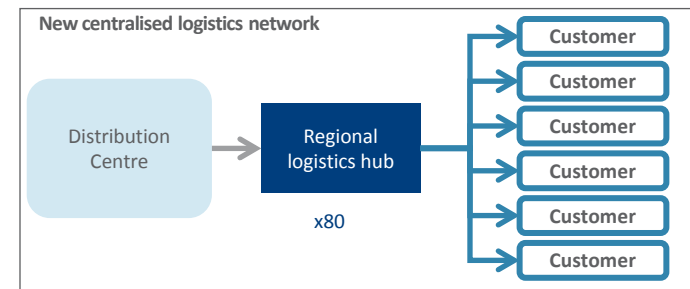 New centralised logistics network
Distribution
Centre
Regional
logistics hub
x80
Customer
Customer
Customer
Customer
Customer
Customer